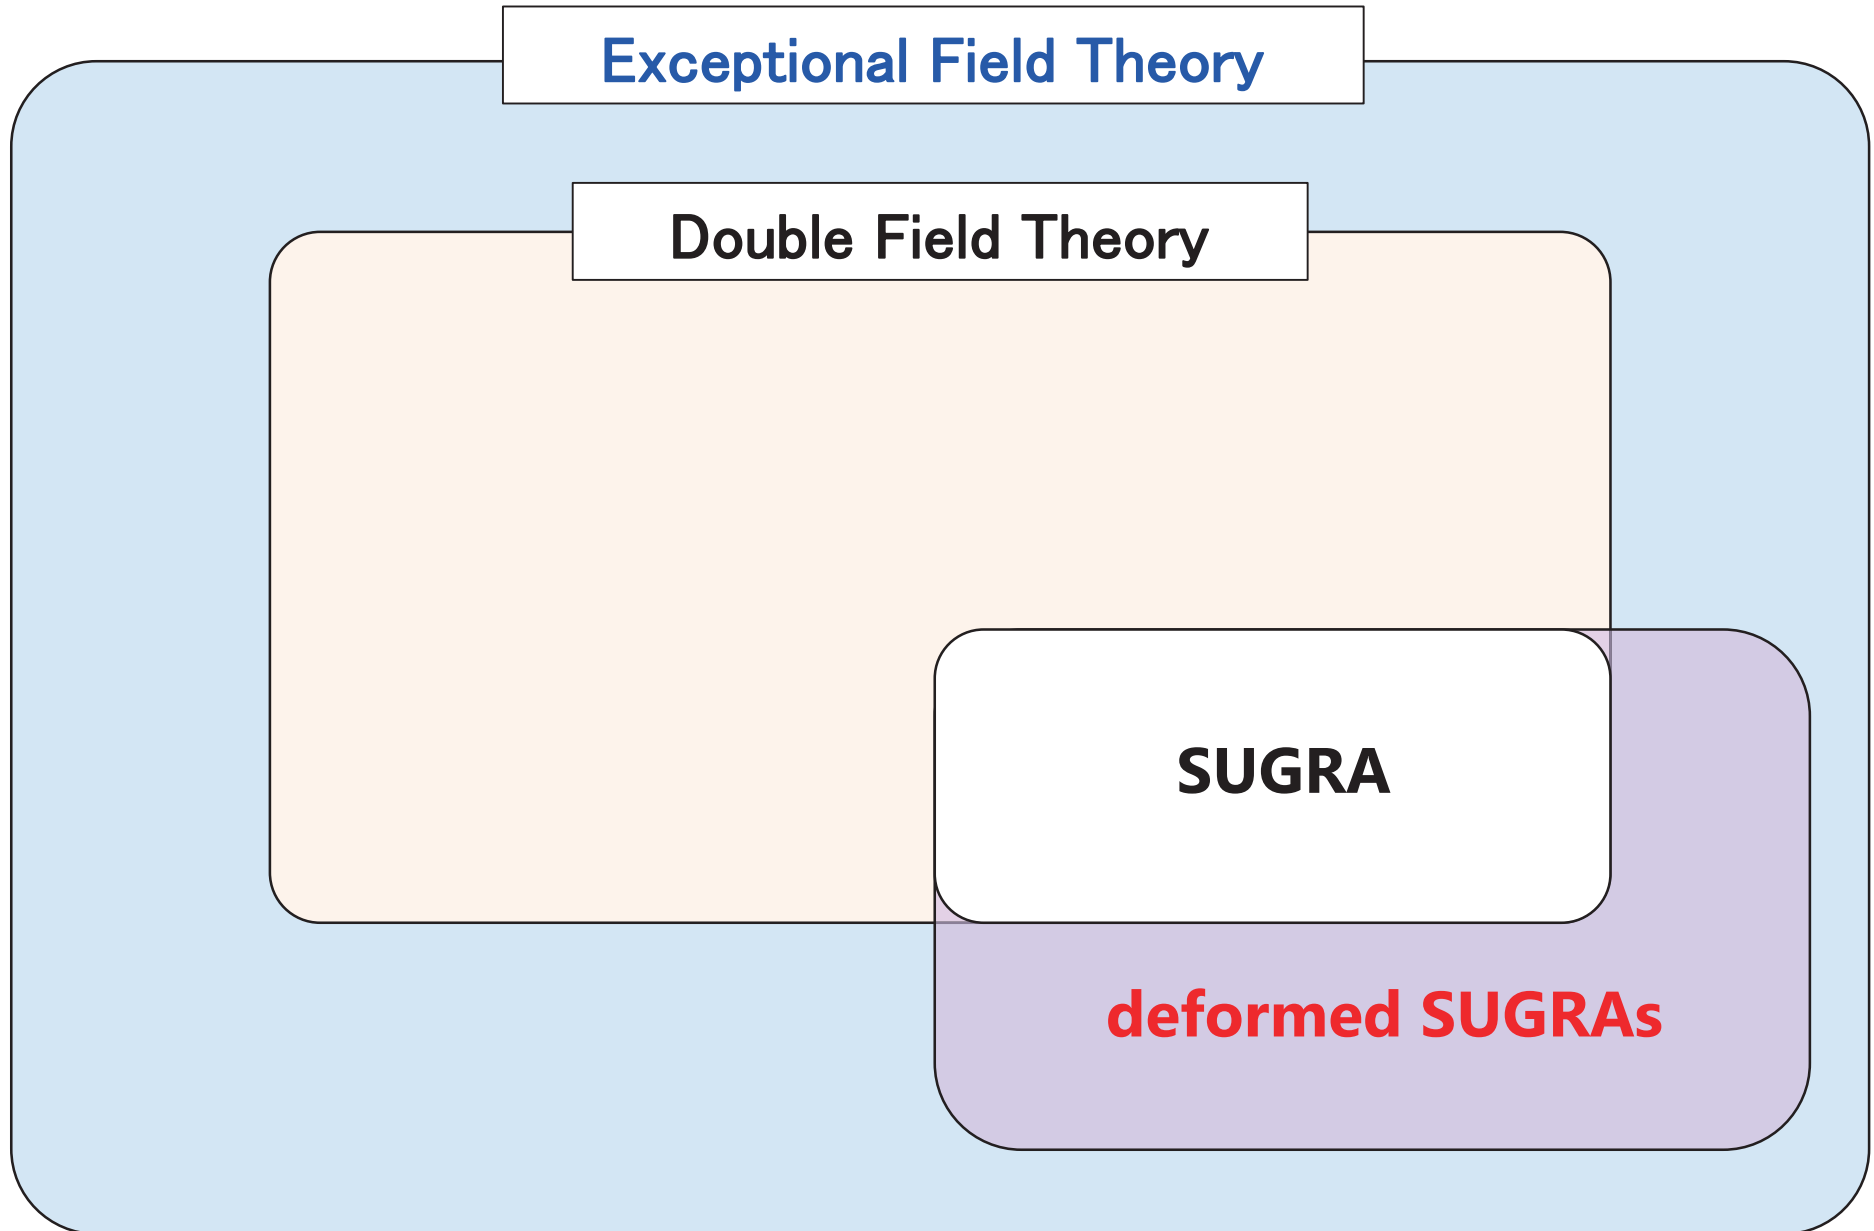 Exceptional Field Theory
Double Field Theory
SUGRA
deformed SUGRAs